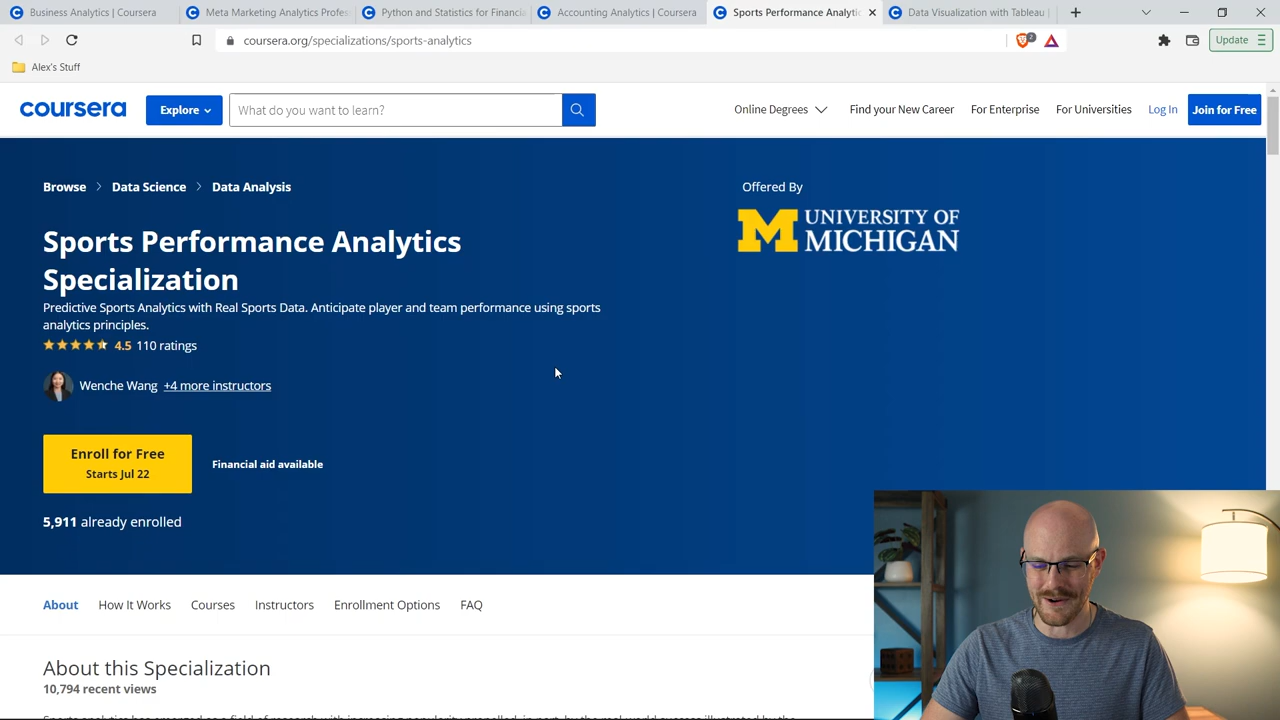 Business Analytics | Coursera
Meta Marketing Analytics Profes
Python and Statistics for Financia
Accounting Analytics | Coursera
Sports Performance Analytic
Data Visualization with Tableau |
coursera.org/specializations/sports-analytics
2
Update
Alex's Stuff
coursera
Explore
What do you want to learn?
Online Degrees
Find your New Career
For Enterprise
For Universities
Log In
Join for Free
Browse > Data Science > Data Analysis
Offered By
M UNIVERSITY OF
MICHIGAN
Sports Performance Analytics
Specialization
Predictive Sports Analytics with Real Sports Data. Anticipate player and team performance using sports
analytics principles.
4.5 110 ratings
Wenche Wang +4 more instructors
Enroll for Free
Starts Jul 22
Financial aid available
5,911 already enrolled
About
How It Works
Courses
Instructors
Enrollment Options
FAQ
About this Specialization
10,794 recent views